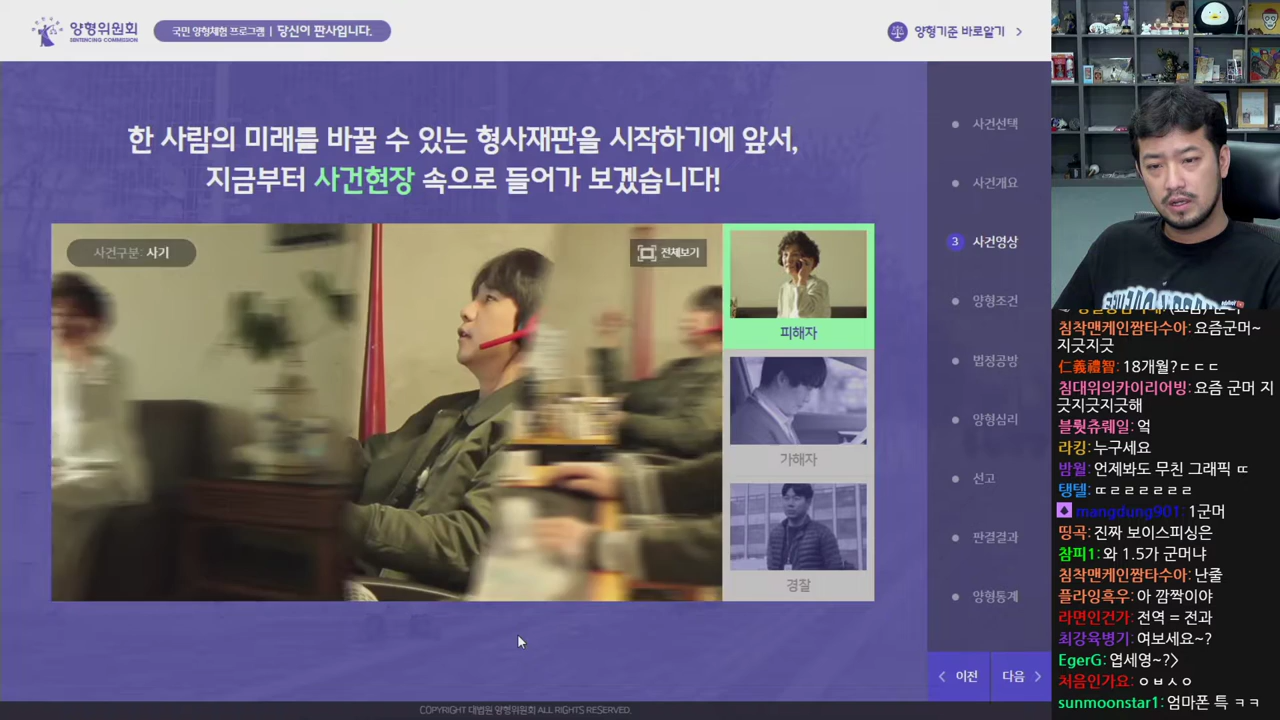 양형위원회
SENTENCING COMMISSION
국민 양형체험 프로그램 | 당신이 판사입니다.
양형기준 바로알기
한 사람의 미래를 바꿀 수 있는 형사재판을 시작하기에 앞서,
지금부터 사건현장 속으로 들어가 보겠습니다!
사건구분: 사기
전체보기
피해자
가해자
경찰
사건선택
사건개요
3 사건영상
양형조건
법정공방
양형심리
선고
판결결과
양형통계
이전
다음
COPYRIGHT 대법원 양형위원회 ALL RIGHTS RESERVED.
침착맨케인짬타수아: 요즘군머~
지긋지긋
仁義禮智: 18개월?ㄷㄷㄷ
침대위의카이리어빙: 요즘 군머 지
긋지긋지긋해
블뤗츄뤠일: 억
라킹: 누구세요
밤월: 언제봐도 무친 그래픽 ㄸ
탱텔: ㄸㄹㄹㄹㄹㄹㄹ
mangdung901: 1군머
띵곡: 진짜 보이스피싱은
참피1: 와 1.5가 군머냐
침착맨케인짬타수아: 난줄
플라잉흑우: 아 깜짝이야
라면인건가: 전역 = 전과
최강육병기: 여보세요~?
EgerG: 엽세영~?>
처음인가요: ㅇㅂㅅㅇ
sunmoonstar1: 엄마폰 특 ㅋㅋ